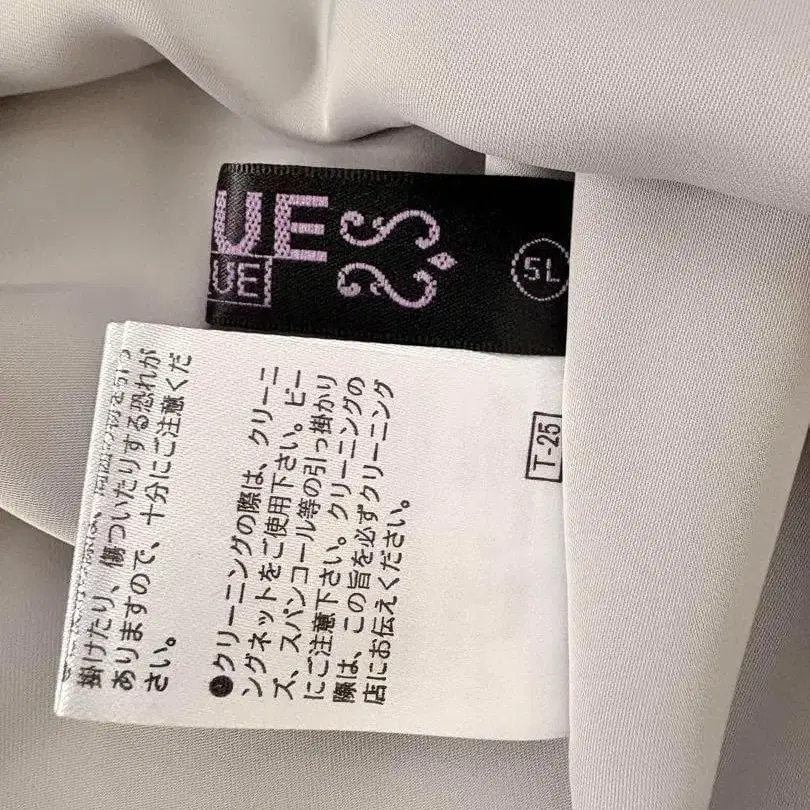 UE
UE
5L
T-25
掛けたり、傷ついたりする恐れが
ありますので、十分にご注意くだ
さい。
●クリーニングの際は、クリーニ
ングネットをご使用下さい。ビー
ズ、スパンコール等の引っ掛かり
にご注意下さい。クリーニングの
際は、この旨を必ずクリーニング
店にお伝えください。